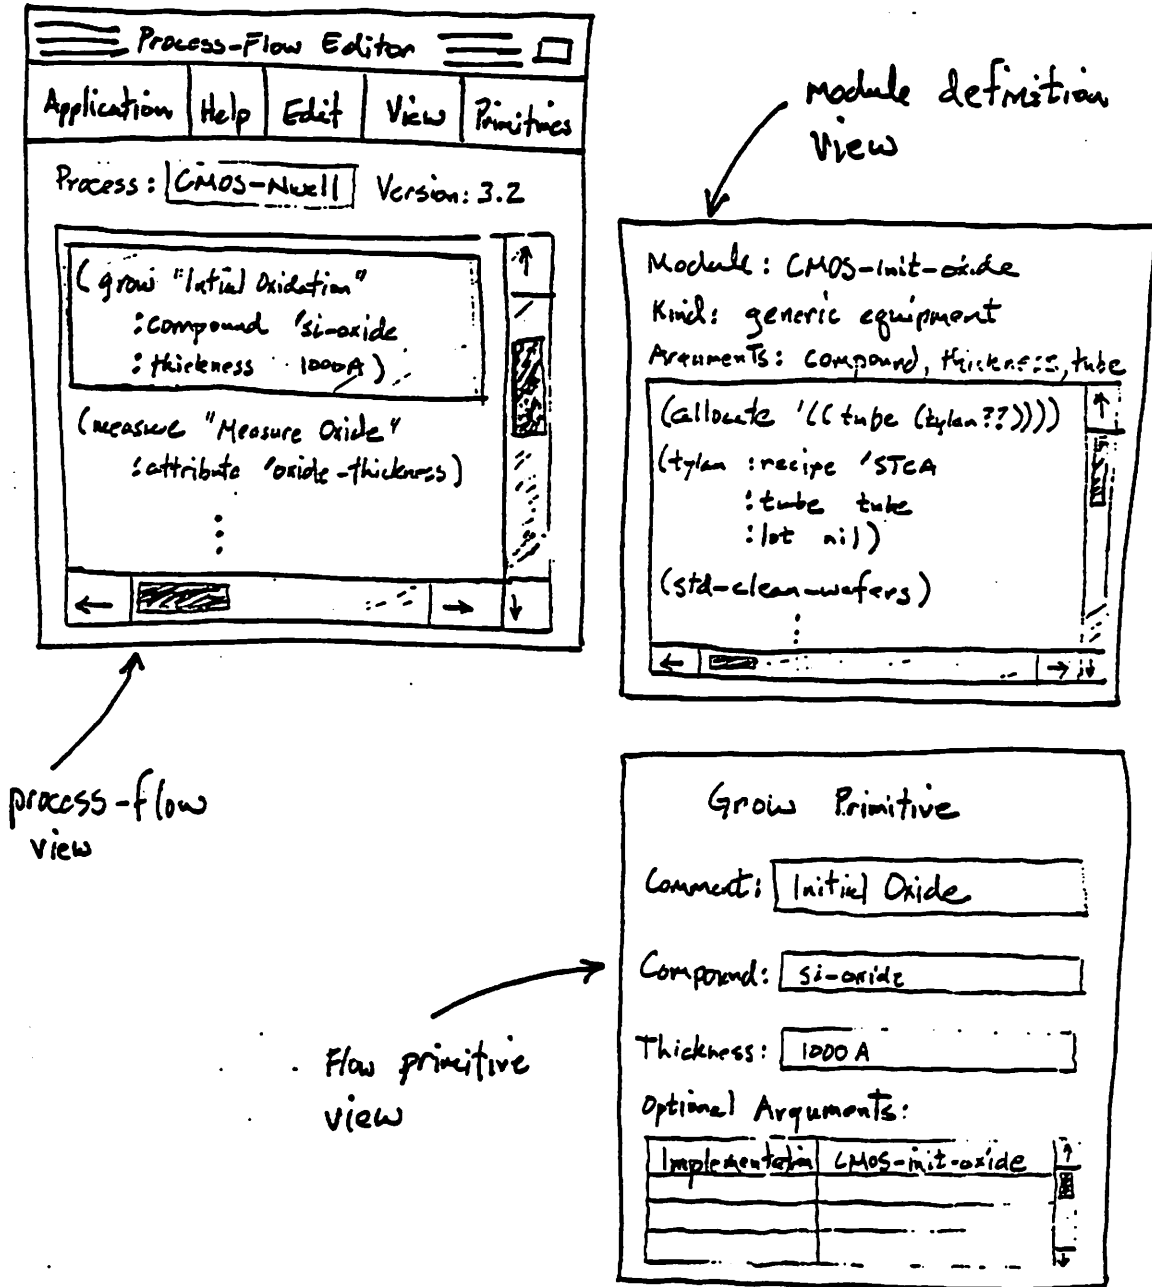 Process-Flow Editor
Application Help Edit View Primitives
Process: CMOS-Nwell Version: 3.2
(grow "Intial Oxidation"
:compound 'si-oxide
:thickness 1000A)
(measure "Measure Oxide"
:attribute 'oxide-thickness)
process-flow
view
module definition
view
Module: CMOS-init-oxide
Kind: generic equipment
Arguments: compound, thickness, tube
(allocate '((tube (tylan??))))
(tylan :recipe 'STCA
:tube tube
:lot nil)
(std-clean-wafers)
Flow primitive
view
Grow Primitive
Comment: Initial Oxide
Compound: si-oxide
Thickness: 1000A
Optional Arguments:
Implementation CMOS-init-oxide